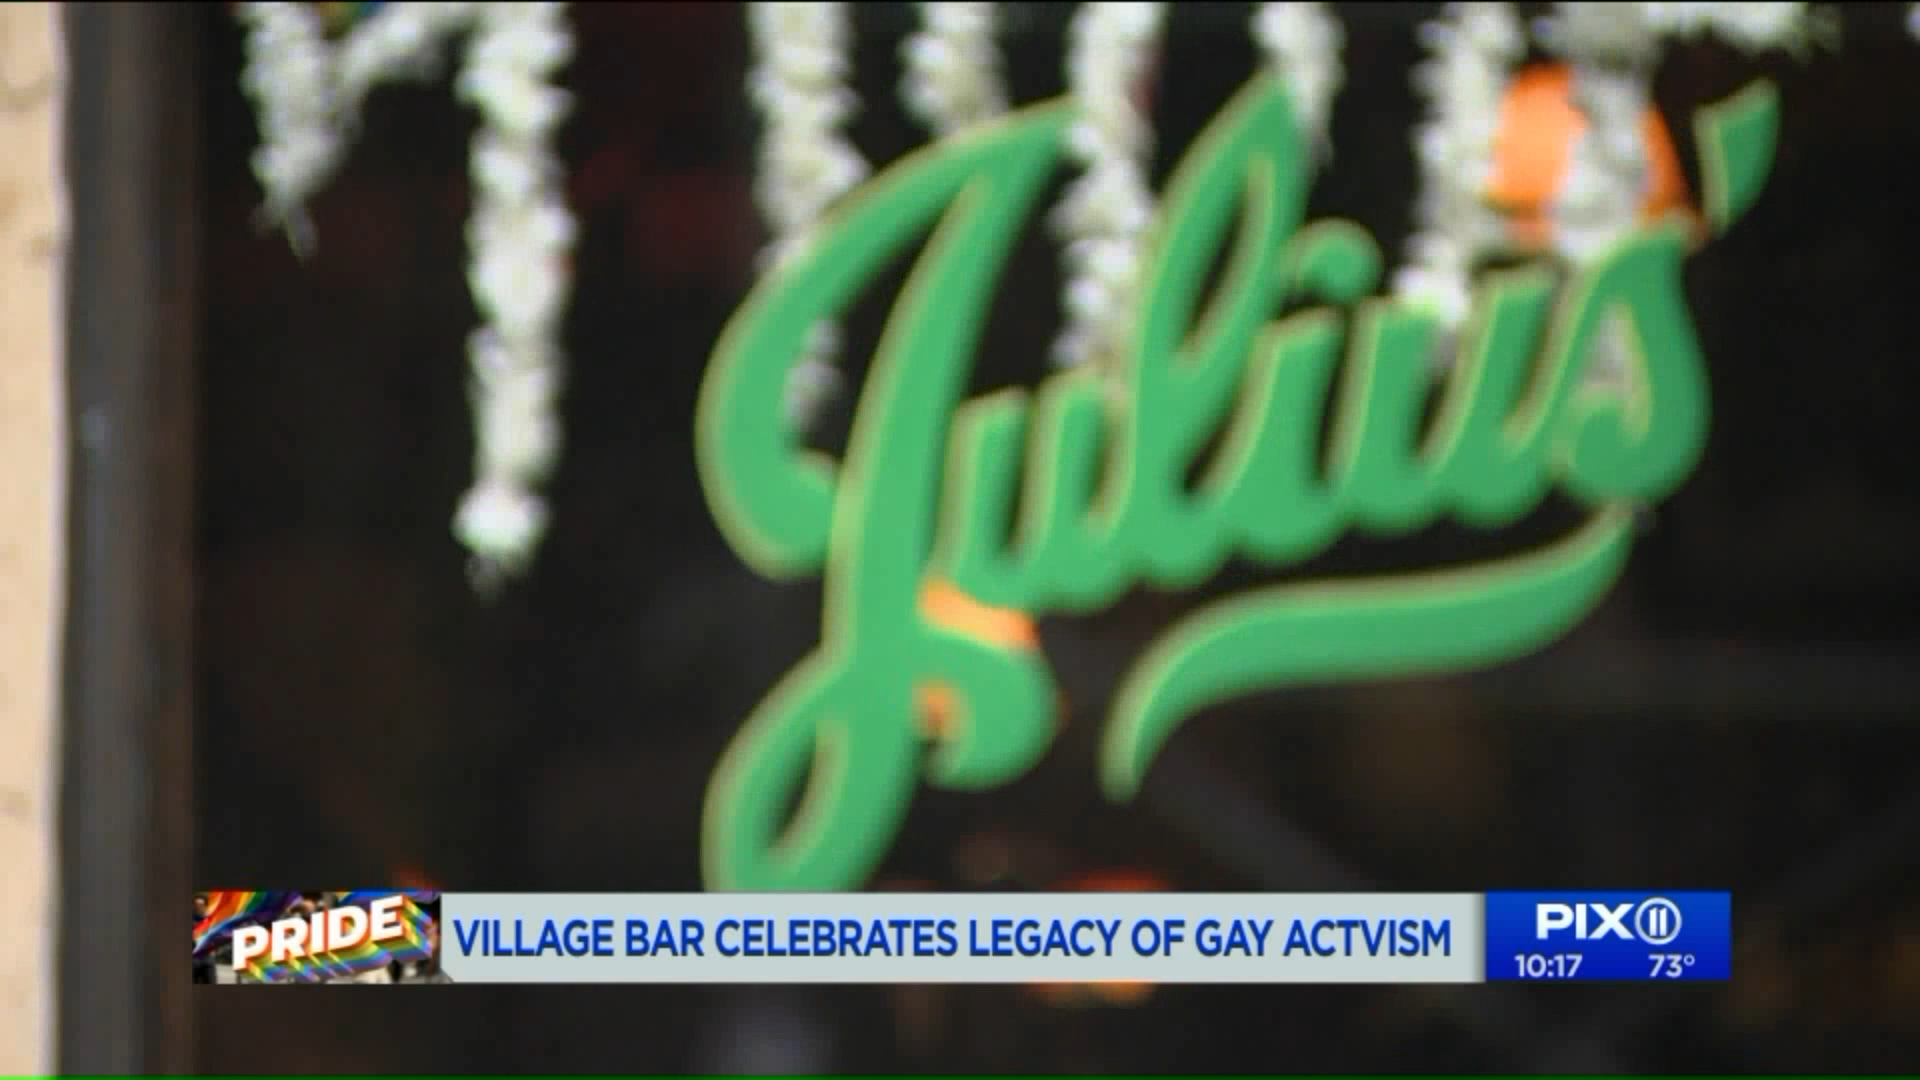 Julius'
PRIDE
VILLAGE BAR CELEBRATES LEGACY OF GAY ACTVISM
PIX11
10:17 73°